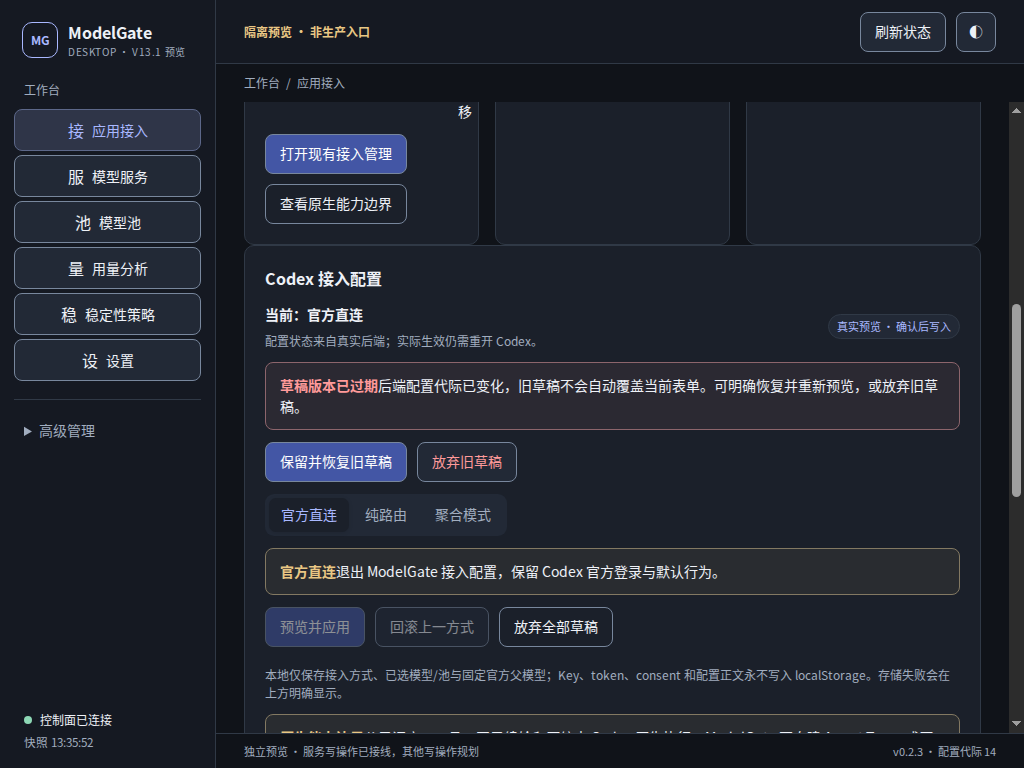 MG
ModelGate
DESKTOP · V13.1 预览
工作台
接 应用接入
服 模型服务
池 模型池
量 用量分析
稳 稳定性策略
设 设置
高级管理
控制面已连接
快照 13:35:52
隔离预览 · 非生产入口
刷新状态
工作台 / 应用接入
移
打开现有接入管理
查看原生能力边界
Codex 接入配置
当前：官方直连
配置状态来自真实后端；实际生效仍需重开 Codex。
真实预览 · 确认后写入
草稿版本已过期后端配置代际已变化，旧草稿不会自动覆盖当前表单。可明确恢复并重新预览，或放弃旧草
稿。
保留并恢复旧草稿 放弃旧草稿
官方直连 纯路由 聚合模式
官方直连退出 ModelGate 接入配置，保留 Codex 官方登录与默认行为。
预览并应用 回滚上一方式 放弃全部草稿
本地仅保存接入方式、已选模型/池与固定官方父模型；Key、token、consent 和配置正文永不写入 localStorage。存储失败会在
上方明确显示。
独立预览 · 服务写操作已接线，其他写操作规划
v0.2.3 · 配置代际 14